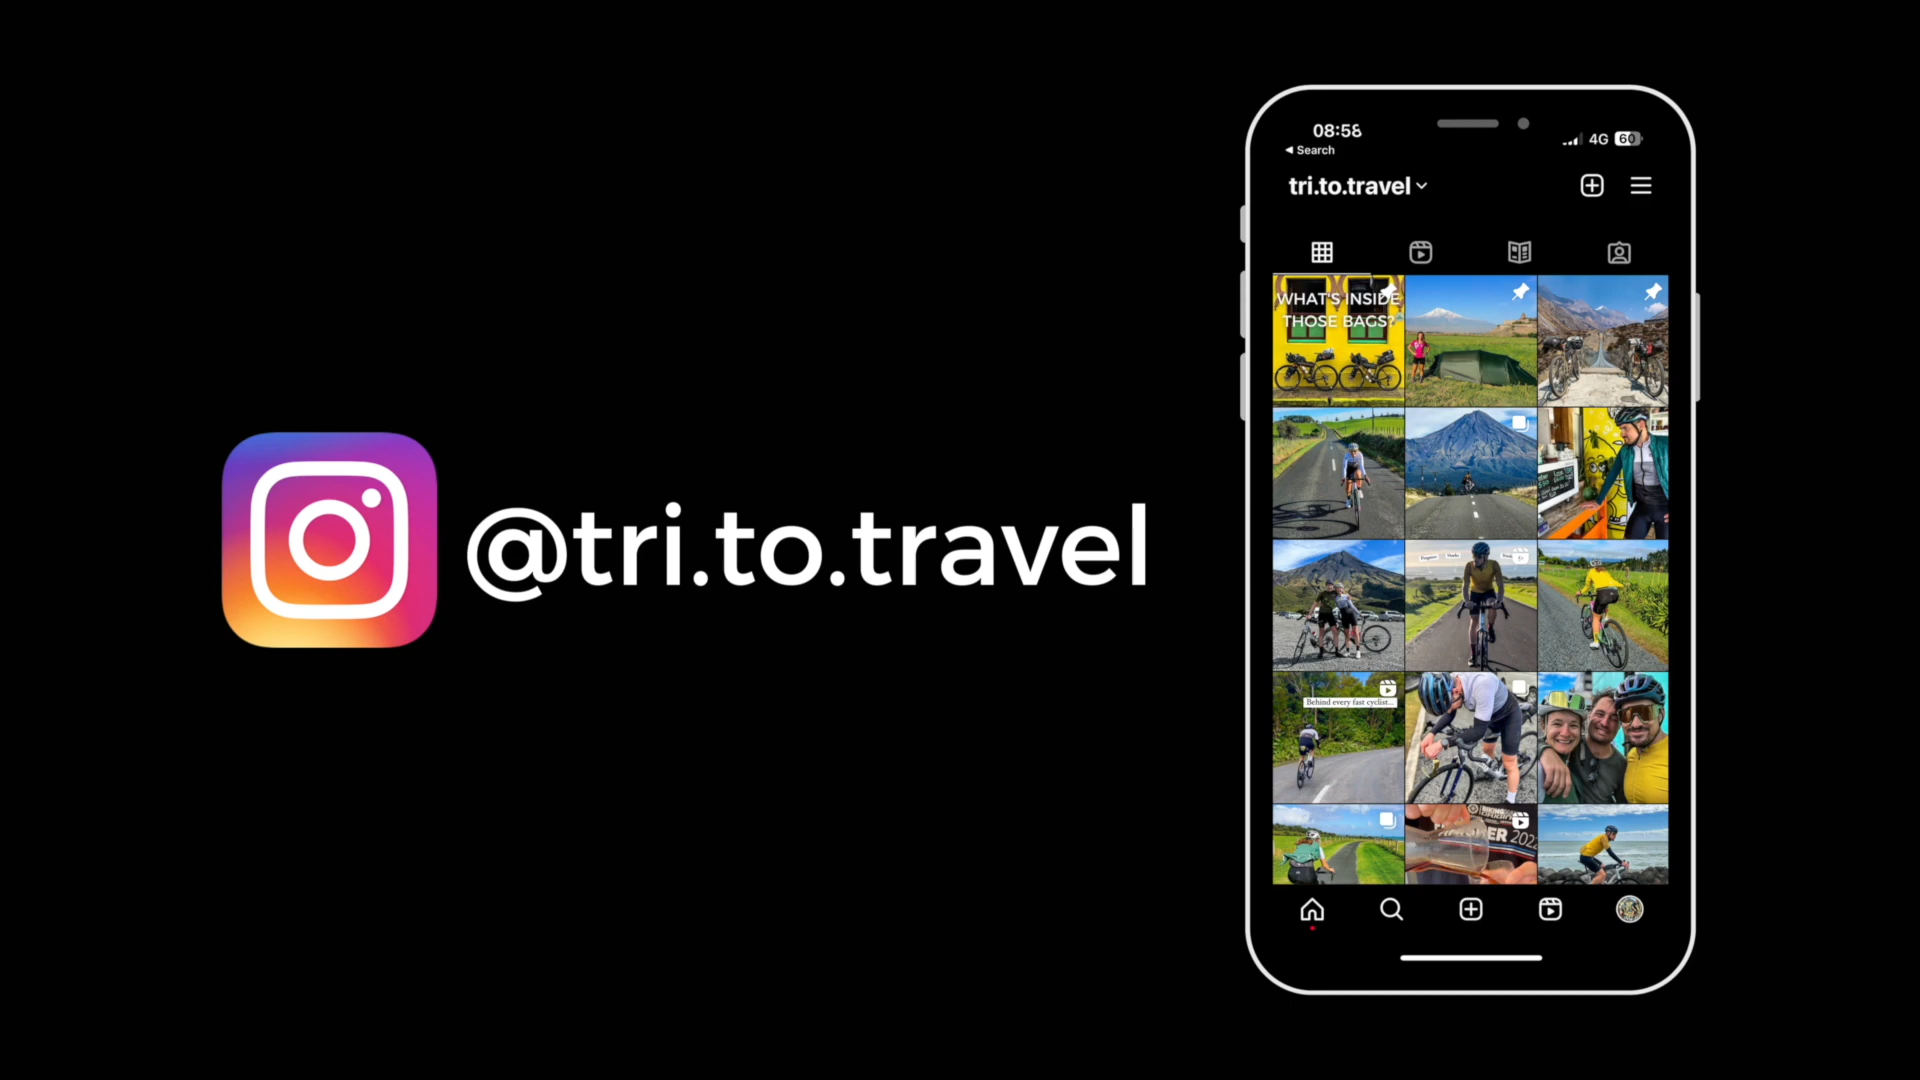 @tri.to.travel
08:58
4G 60
◀ Search
tri.to.travel
WHAT'S INSIDE
THOSE BAGS?
Behind every fast cyclist...
2022